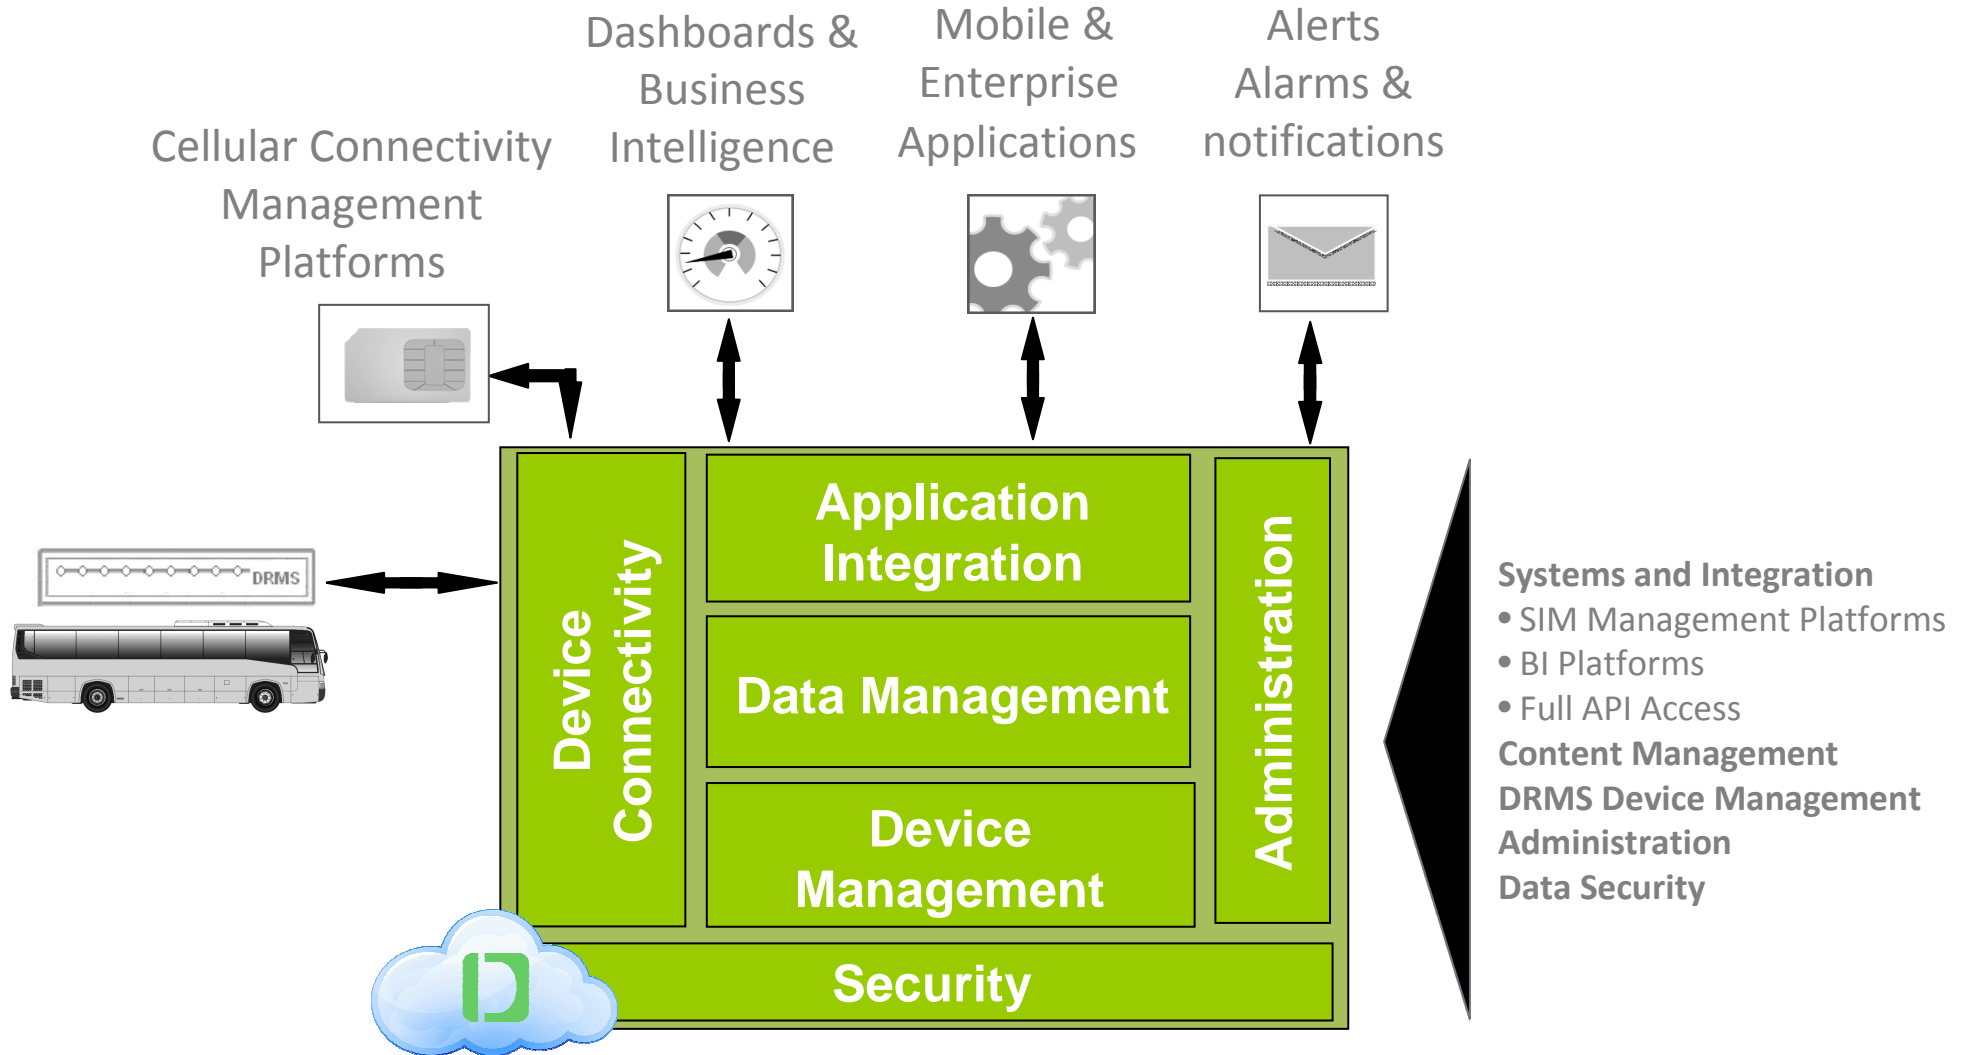 Cellular Connectivity
Management
Platforms
Dashboards &
Business
Intelligence
Mobile &
Enterprise
Applications
Alerts
Alarms &
notifications
DRMS
Device
Connectivity
Application
Integration
Data Management
Device
Management
Administration
Security
D
Systems and Integration
• SIM Management Platforms
• BI Platforms
• Full API Access
Content Management
DRMS Device Management
Administration
Data Security